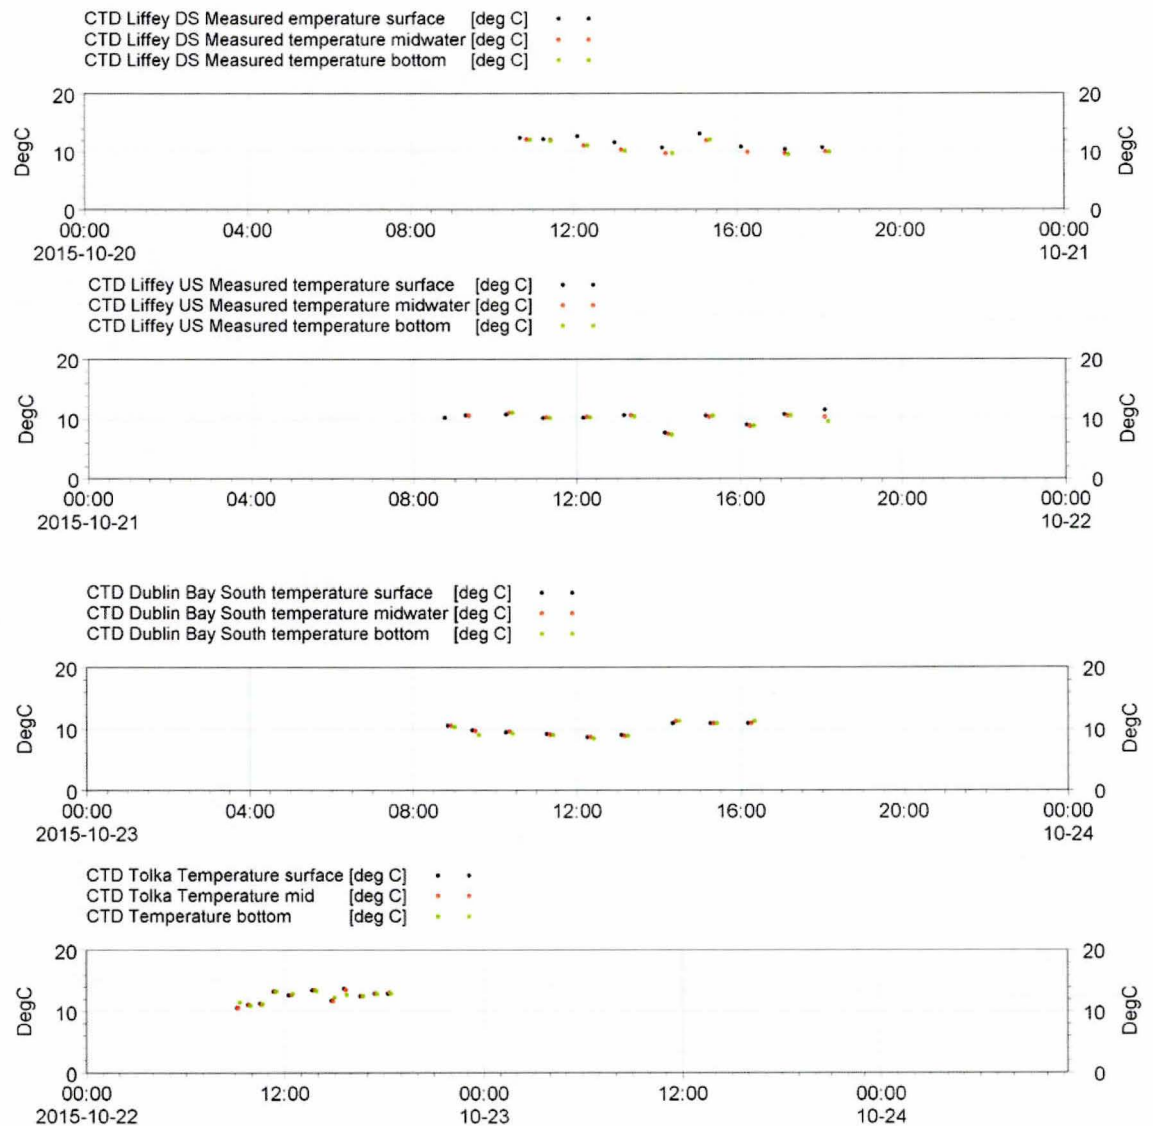 CTD Liffey DS Measured emperature surface [deg C]
CTD Liffey DS Measured temperature midwater [deg C]
CTD Liffey DS Measured temperature bottom [deg C]
20 20
DegC 10 10 DegC
0 0
00:00 04:00 08:00 12:00 16:00 20:00 00:00
2015-10-20 10-21
CTD Liffey US Measured temperature surface [deg C]
CTD Liffey US Measured temperature midwater [deg C]
CTD Liffey US Measured temperature bottom [deg C]
20 20
DegC 10 10 DegC
0 0
00:00 04:00 08:00 12:00 16:00 20:00 00:00
2015-10-21 10-22
CTD Dublin Bay South temperature surface [deg C]
CTD Dublin Bay South temperature midwater [deg C]
CTD Dublin Bay South temperature bottom [deg C]
20 20
DegC 10 10 DegC
0 0
00:00 04:00 08:00 12:00 16:00 20:00 00:00
2015-10-23 10-24
CTD Tolka Temperature surface [deg C]
CTD Tolka Temperature mid [deg C]
CTD Temperature bottom [deg C]
20 20
DegC 10 10 DegC
0 0
00:00 12:00 00:00 12:00 00:00
2015-10-22 10-23 10-24